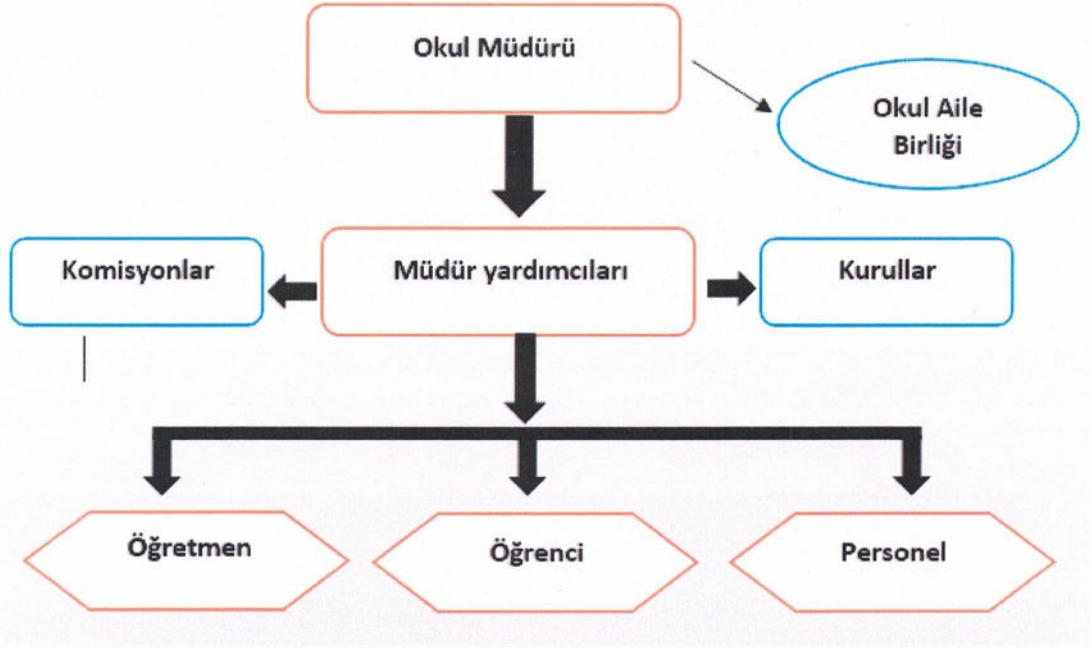 Okul Müdürü
Okul Aile
Birliği
Komisyonlar
Müdür yardımcıları
Kurullar
Öğretmen
Öğrenci
Personel